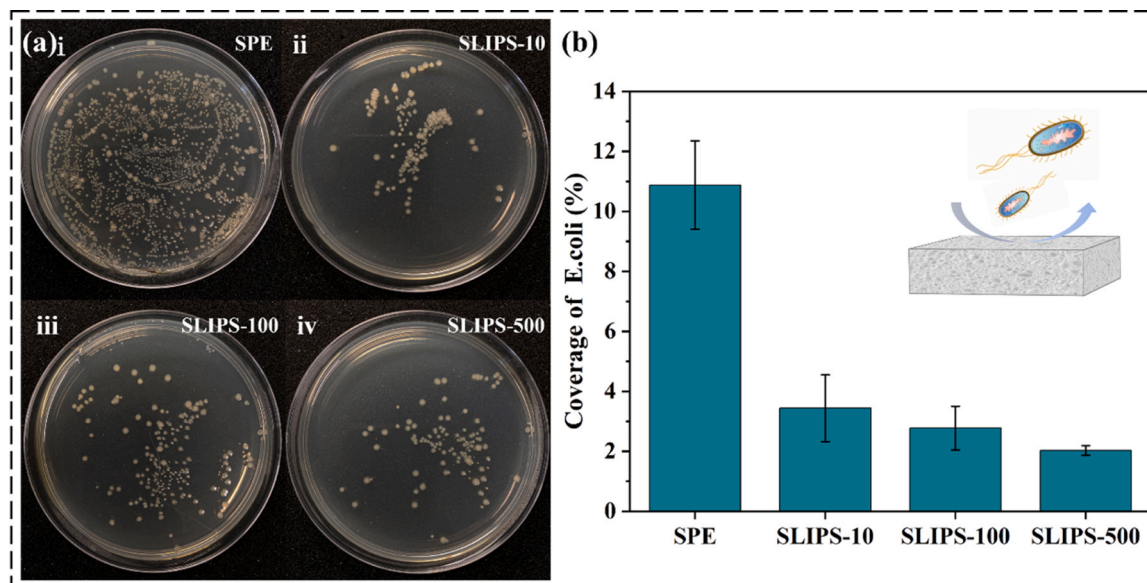 (a) i SPE
ii SLIPS-10
iii SLIPS-100
iv SLIPS-500
(b)
Coverage of E.coli (%)
14
12
10
8
6
4
2
0
SPE SLIPS-10 SLIPS-100 SLIPS-500